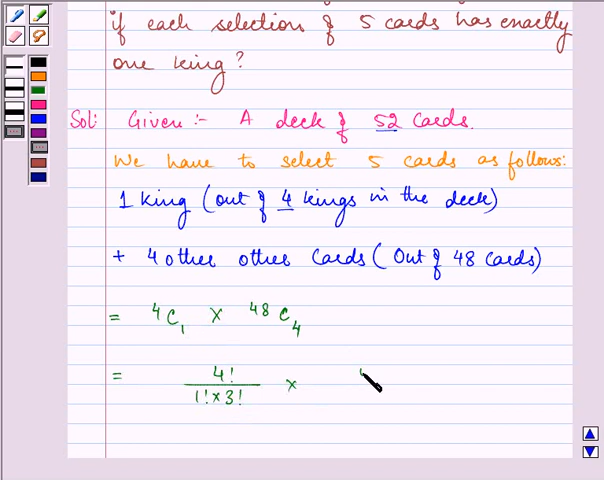 if each selection of 5 cards has exactly
one king?
Sol: Given :- A deck of 52 Cards.
We have to select 5 cards as follows:
1 king (out of 4 kings in the deck)
+ 4 other other Cards (Out of 48 cards)
= ⁴C₁ × ⁴⁸C₄
= 4! / (1! × 3!) ×